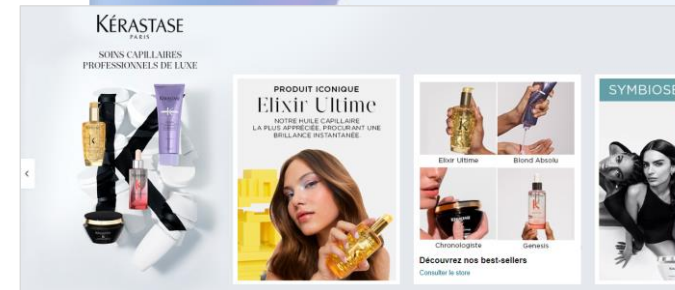 KÉRASTASE
PARIS
SOINS CAPILLAIRES
PROFESSIONNELS DE LUXE
PRODUIT ICONIQUE
Elixir Ultime
NOTRE HUILE CAPILLAIRE
LA PLUS APPRÉCIÉE, PROCURANT UNE
BRILLANCE INSTANTANÉE.
Elixir Ultime
Blond Absolu
Chronologiste
Genesis
Découvrez nos best-sellers
Consulter le store
SYMBIOSE